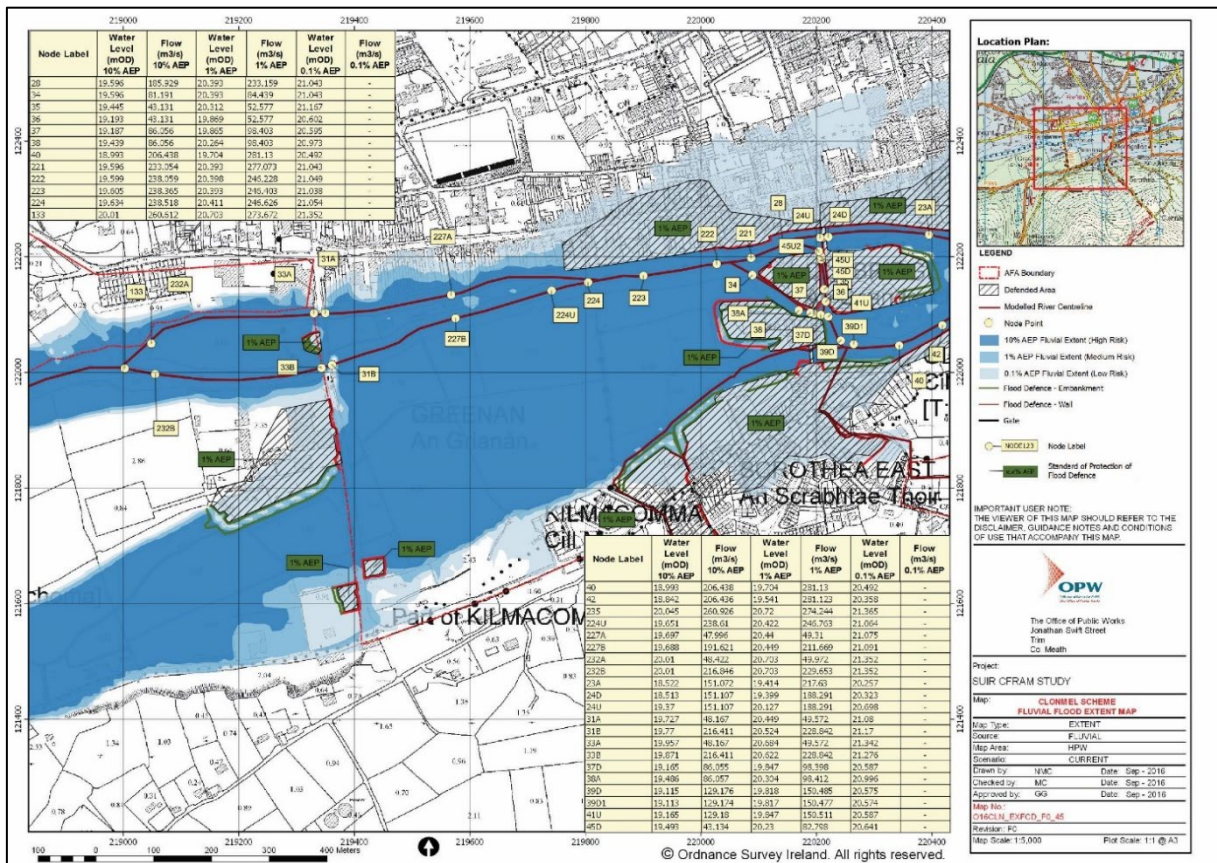 219000 219200 219400 219600 219800 220000 220200 220400
Node Label Water Level (mOD) 10% AEP Flow (m3/s) 10% AEP Water Level (mOD) 1% AEP Flow (m3/s) 1% AEP Water Level (mOD) 0.1% AEP Flow (m3/s) 0.1% AEP
28 19.596 185.929 20.393 233.159 21.043 -
34 19.596 81.191 20.393 84.439 21.043 -
35 19.445 43.131 20.312 52.577 21.167 -
36 19.193 43.131 19.869 52.577 20.602 -
37 19.187 86.056 19.865 98.403 20.595 -
38 19.439 86.056 20.264 98.403 20.973 -
40 18.993 206.438 19.704 281.13 20.492 -
221 19.596 233.054 20.393 277.073 21.043 -
222 19.599 238.059 20.398 246.228 21.049 -
223 19.605 238.365 20.393 246.403 21.038 -
224 19.634 238.518 20.411 246.626 21.054 -
133 20.01 260.612 20.703 273.672 21.352 -
122400
122200
122000
121800
121600
121400
28
24U
24D
23A
1% AEP
222
221
45U2
45U
45D
227A
31A
33A
232A
133
34
36
37
41U
224
223
224U
38A
38
37D
39D1
39D
227B
33B
31B
232B
42
40
GREENAN
An Grianán
1% AEP
1% AEP
SCROTHEA EAST
An Scrabhtae Thoir
KILMACOMMA
Cill
1% AEP
1% AEP
1% AEP
Part of KILMACOM
Node Label Water Level (mOD) 10% AEP Flow (m3/s) 10% AEP Water Level (mOD) 1% AEP Flow (m3/s) 1% AEP Water Level (mOD) 0.1% AEP Flow (m3/s) 0.1% AEP
40 18.993 206.438 19.704 281.13 20.492 -
42 18.842 206.436 19.541 281.123 20.358 -
235 20.045 260.926 20.72 274.244 21.365 -
224U 19.651 238.61 20.422 246.763 21.064 -
227A 19.697 47.996 20.44 49.31 21.075 -
227B 19.688 191.621 20.449 211.669 21.091 -
232A 20.01 48.422 20.703 49.972 21.352 -
232B 20.01 216.846 20.703 229.653 21.352 -
23A 18.522 151.072 19.414 217.63 20.257 -
24D 18.513 151.107 19.399 188.291 20.323 -
24U 19.37 151.107 20.127 188.291 20.698 -
31A 19.727 48.167 20.449 49.572 21.08 -
31B 19.77 216.411 20.524 228.842 21.17 -
33A 19.957 48.167 20.684 49.572 21.342 -
33B 19.871 216.411 20.622 228.842 21.276 -
37D 19.165 86.055 19.847 98.398 20.587 -
38A 19.486 86.057 20.304 98.412 20.996 -
39D 19.115 129.176 19.818 150.485 20.575 -
39D1 19.113 129.174 19.817 150.477 20.574 -
41U 19.165 129.18 19.847 150.511 20.587 -
45D 19.493 43.134 20.23 82.798 20.641 -
219000 219200 219400
100 0 100 200 300 400 Meters
© Ordnance Survey Ireland. All rights reserved.
Location Plan:
LEGEND
AFA Boundary
Defended Area
Modelled River Centreline
Node Point
10% AEP Fluvial Extent (High Risk)
1% AEP Fluvial Extent (Medium Risk)
0.1% AEP Fluvial Extent (Low Risk)
Flood Defence - Embankment
Flood Defence - Wall
Gate
Node Label
Standard of Protection of
Flood Defence
IMPORTANT USER NOTE:
THE VIEWER OF THIS MAP SHOULD REFER TO THE
DISCLAIMER, GUIDANCE NOTES AND CONDITIONS
OF USE THAT ACCOMPANY THIS MAP.
OPW
The Office of Public Works
Jonathan Swift Street
Trim
Co. Meath
Project:
SUIR CFRAM STUDY
Map: CLONMEL SCHEME
FLUVIAL FLOOD EXTENT MAP
Map Type: EXTENT
Source: FLUVIAL
Map Area: HPW
Scenario: CURRENT
Drawn by: NMC Date: Sep - 2016
Checked by: MC Date: Sep - 2016
Approved by: GG Date: Sep - 2016
Map No.:
O16CLN_EXFCD_F0_45
Revision: F0
Map Scale: 1:5,000 Plot Scale: 1:1 @ A3